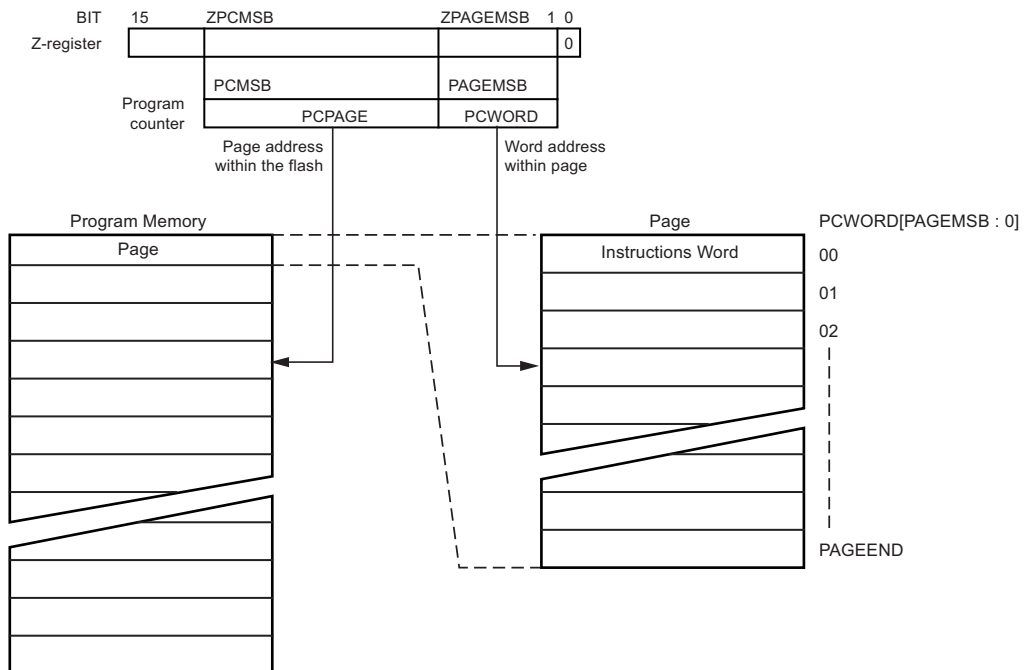 BIT 15 ZPCMSB ZPAGEMSB 1 0
Z-register 0
PCMSB PAGEMSB
Program
counter
PCPAGE PCWORD
Page address
within the flash
Word address
within page
Program Memory
Page
Page PCWORD[PAGEMSB : 0]
Instructions Word 00
01
02
PAGEEND